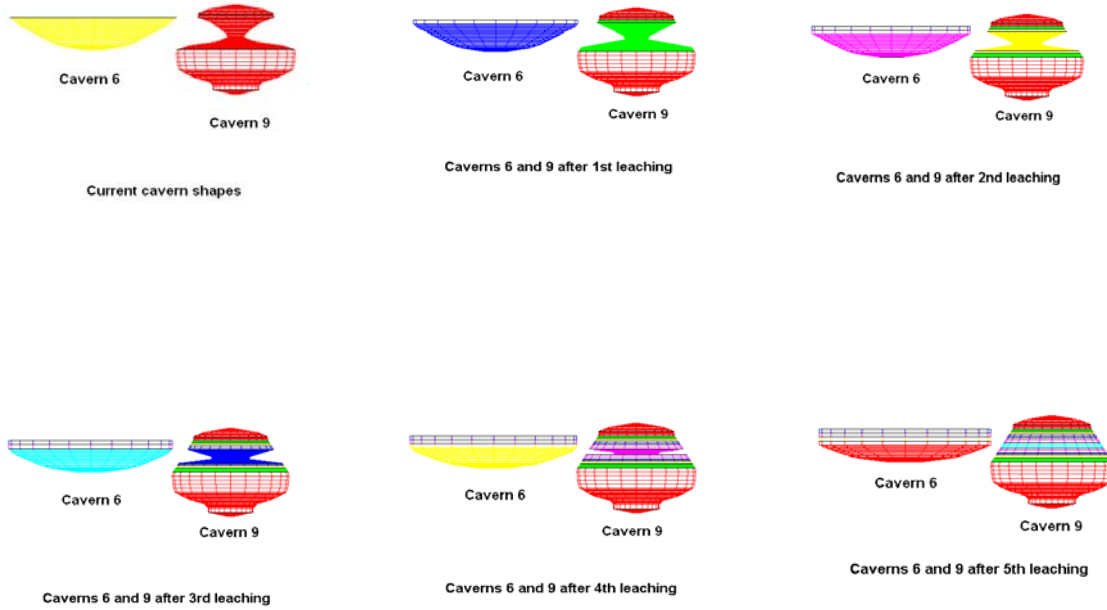 Cavern 6
Cavern 9
Current cavern shapes
Cavern 6
Cavern 9
Caverns 6 and 9 after 1st leaching
Cavern 6
Cavern 9
Caverns 6 and 9 after 2nd leaching
Cavern 6
Cavern 9
Caverns 6 and 9 after 3rd leaching
Cavern 6
Cavern 9
Caverns 6 and 9 after 4th leaching
Cavern 6
Cavern 9
Caverns 6 and 9 after 5th leaching